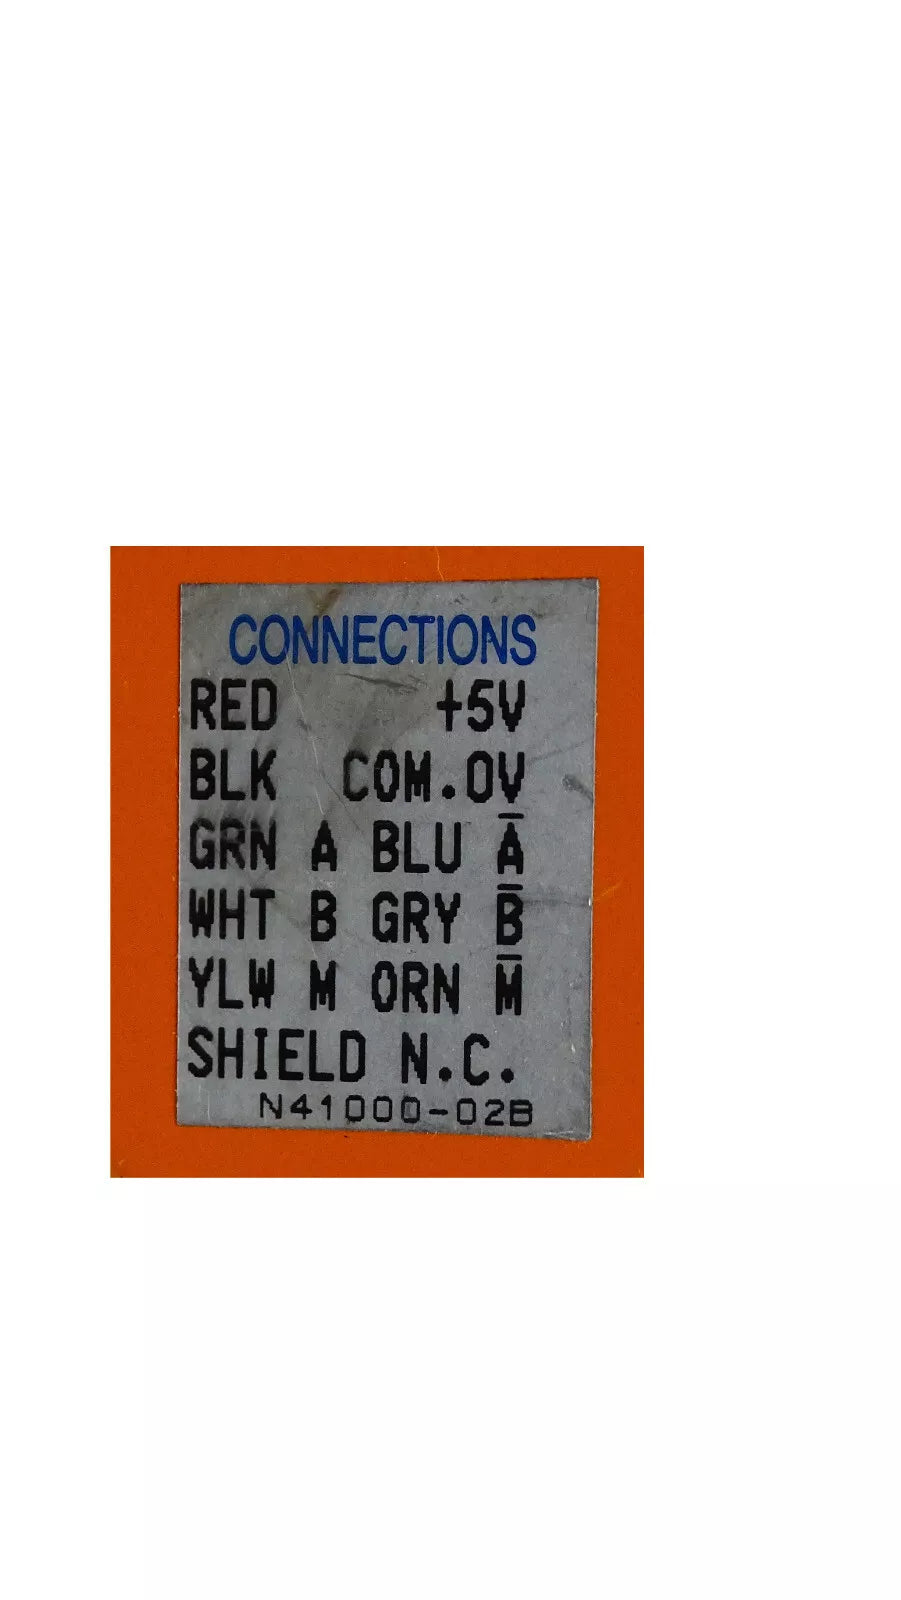 CONNECTIONS
RED +5V
BLK COM.0V
GRN A BLU A̅
WHT B GRY B̅
YLW M ORN M̅
SHIELD N.C.
N41000-02B